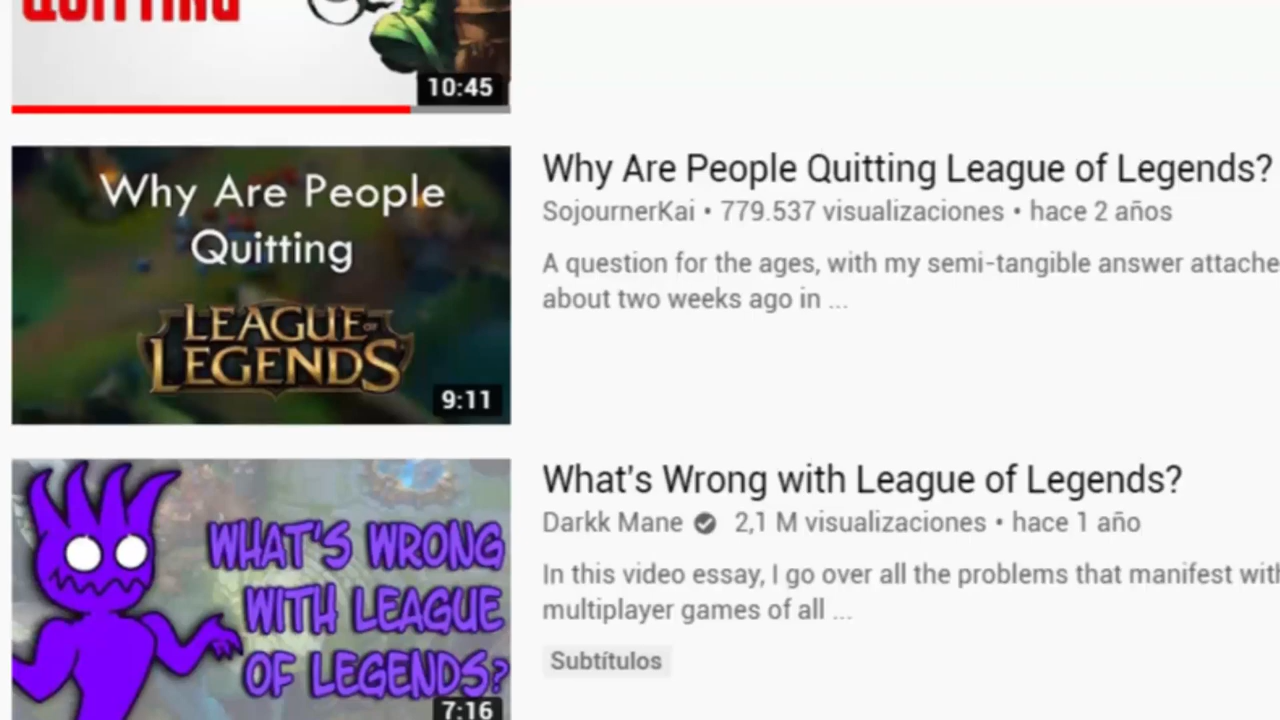 QUITTING
10:45
Why Are People
Quitting
LEAGUE OF
LEGENDS
9:11
Why Are People Quitting League of Legends?
SojournerKai • 779.537 visualizaciones • hace 2 años
A question for the ages, with my semi-tangible answer attache
about two weeks ago in ...
WHAT'S WRONG
WITH LEAGUE
OF LEGENDS?
7:16
What's Wrong with League of Legends?
Darkk Mane 2,1 M visualizaciones • hace 1 año
In this video essay, I go over all the problems that manifest with
multiplayer games of all ...
Subtítulos